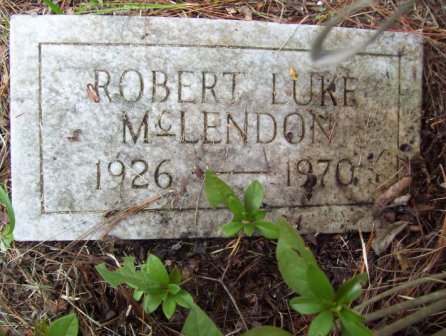 ROBERT LUKE
McLENDON
1926 — 1970